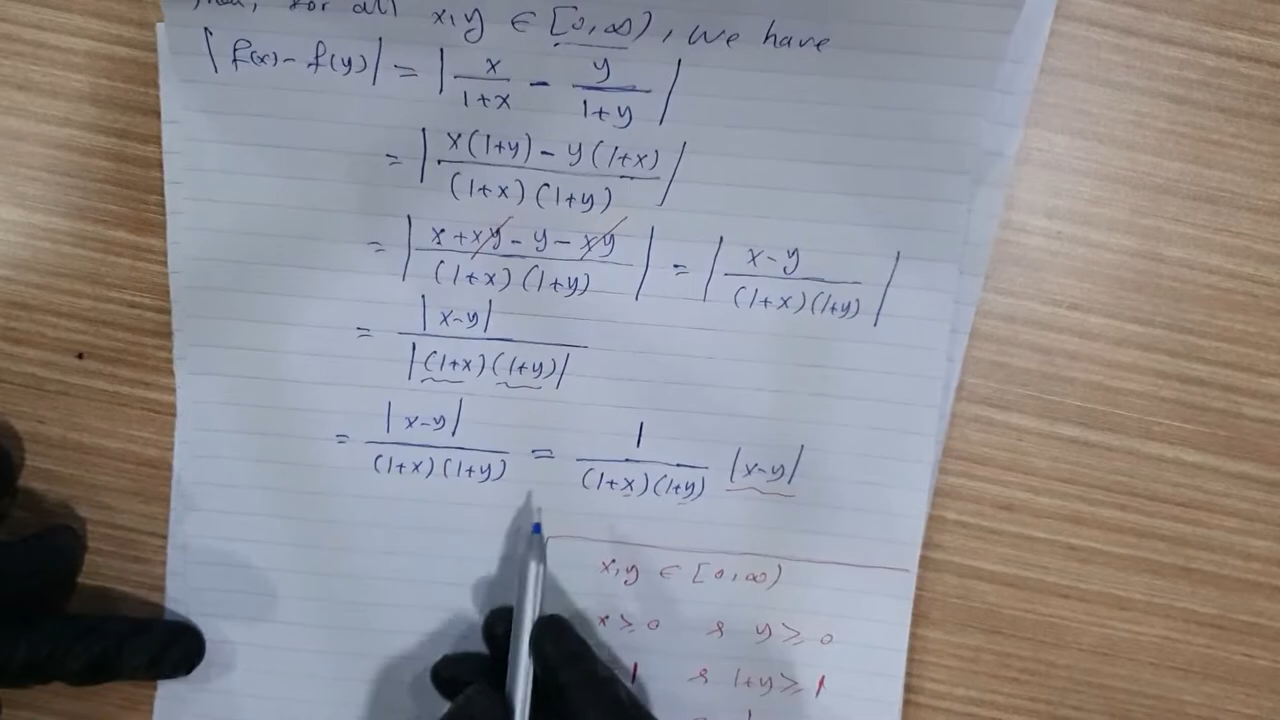 for all x,y ∈ [0,∞), We have
|f(x) - f(y)| = | x/(1+x) - y/(1+y) |
= | (x(1+y) - y(1+x)) / ((1+x)(1+y)) |
= | (x + xy - y - xy) / ((1+x)(1+y)) | = | (x-y) / ((1+x)(1+y)) |
= |x-y| / |(1+x)(1+y)|
= |x-y| / ((1+x)(1+y)) = 1 / ((1+x)(1+y)) |x-y|
x,y ∈ [0,∞)
x ≥ 0 & y ≥ 0
1 & 1+y ≥ 1